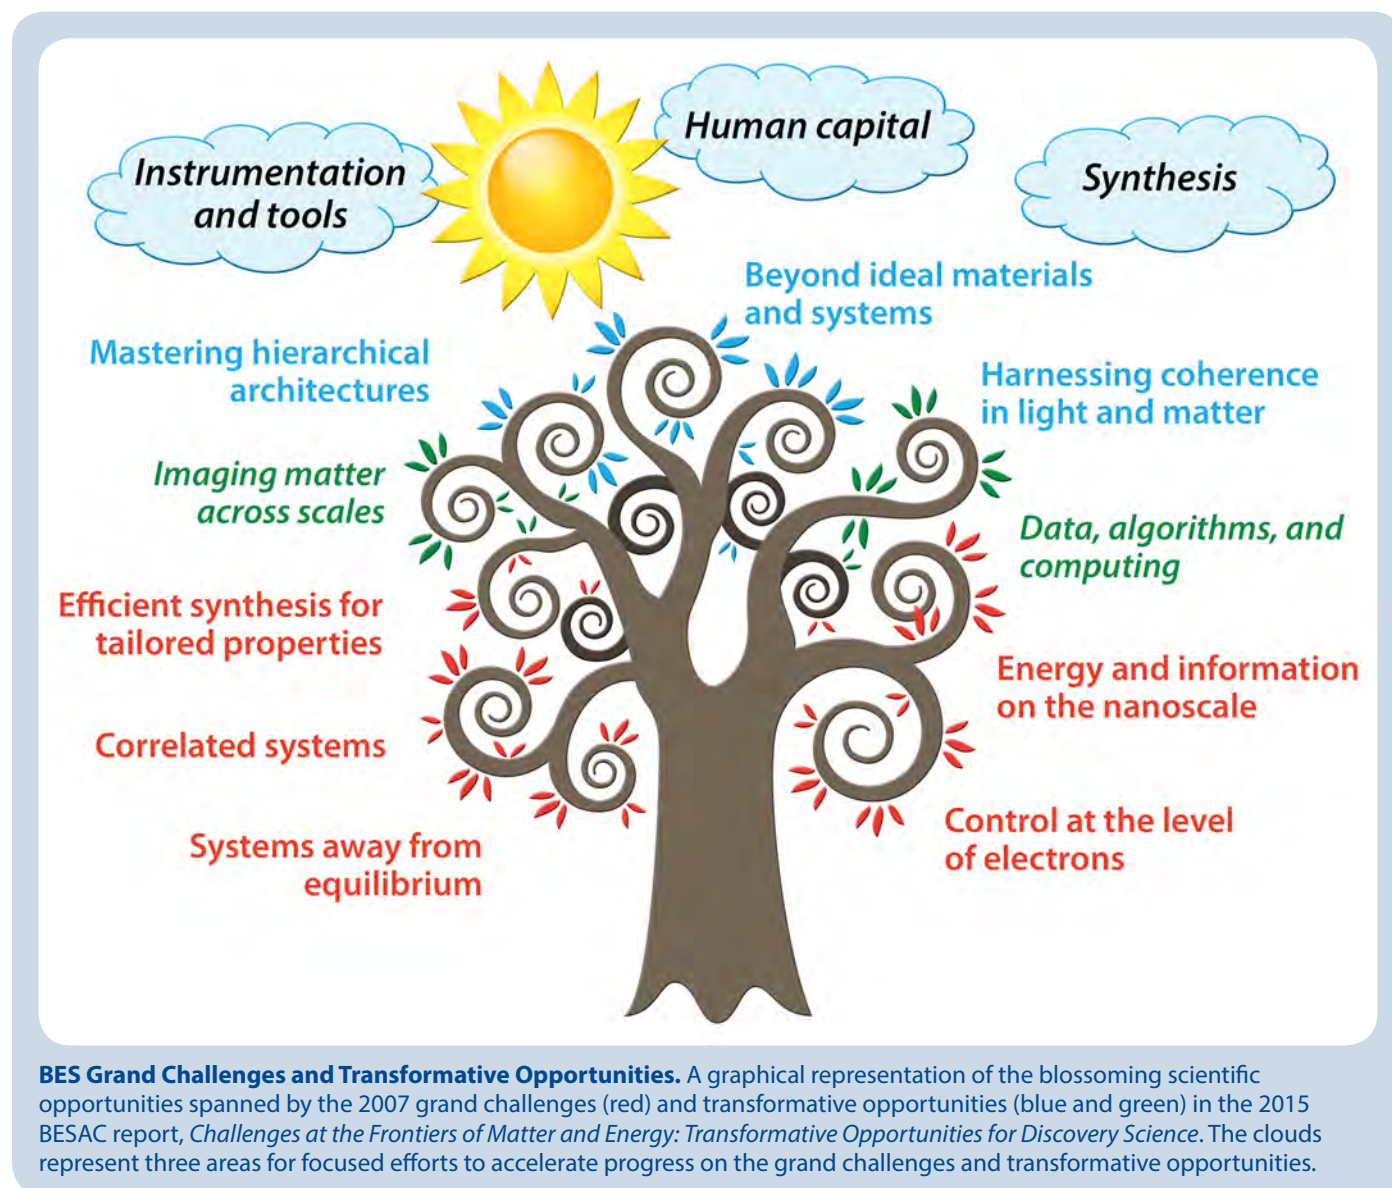 Instrumentation
and tools
Human capital
Synthesis
Beyond ideal materials
and systems
Mastering hierarchical
architectures
Harnessing coherence
in light and matter
Imaging matter
across scales
Data, algorithms, and
computing
Efficient synthesis for
tailored properties
Energy and information
on the nanoscale
Correlated systems
Control at the level
of electrons
Systems away from
equilibrium
BES Grand Challenges and Transformative Opportunities. A graphical representation of the blossoming scientific
opportunities spanned by the 2007 grand challenges (red) and transformative opportunities (blue and green) in the 2015
BESAC report, Challenges at the Frontiers of Matter and Energy: Transformative Opportunities for Discovery Science. The clouds
represent three areas for focused efforts to accelerate progress on the grand challenges and transformative opportunities.